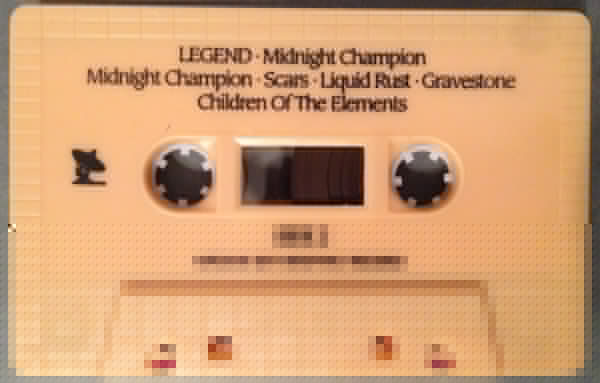 LEGEND · Midnight Champion
Midnight Champion · Scars · Liquid Rust · Gravestone
Children Of The Elements